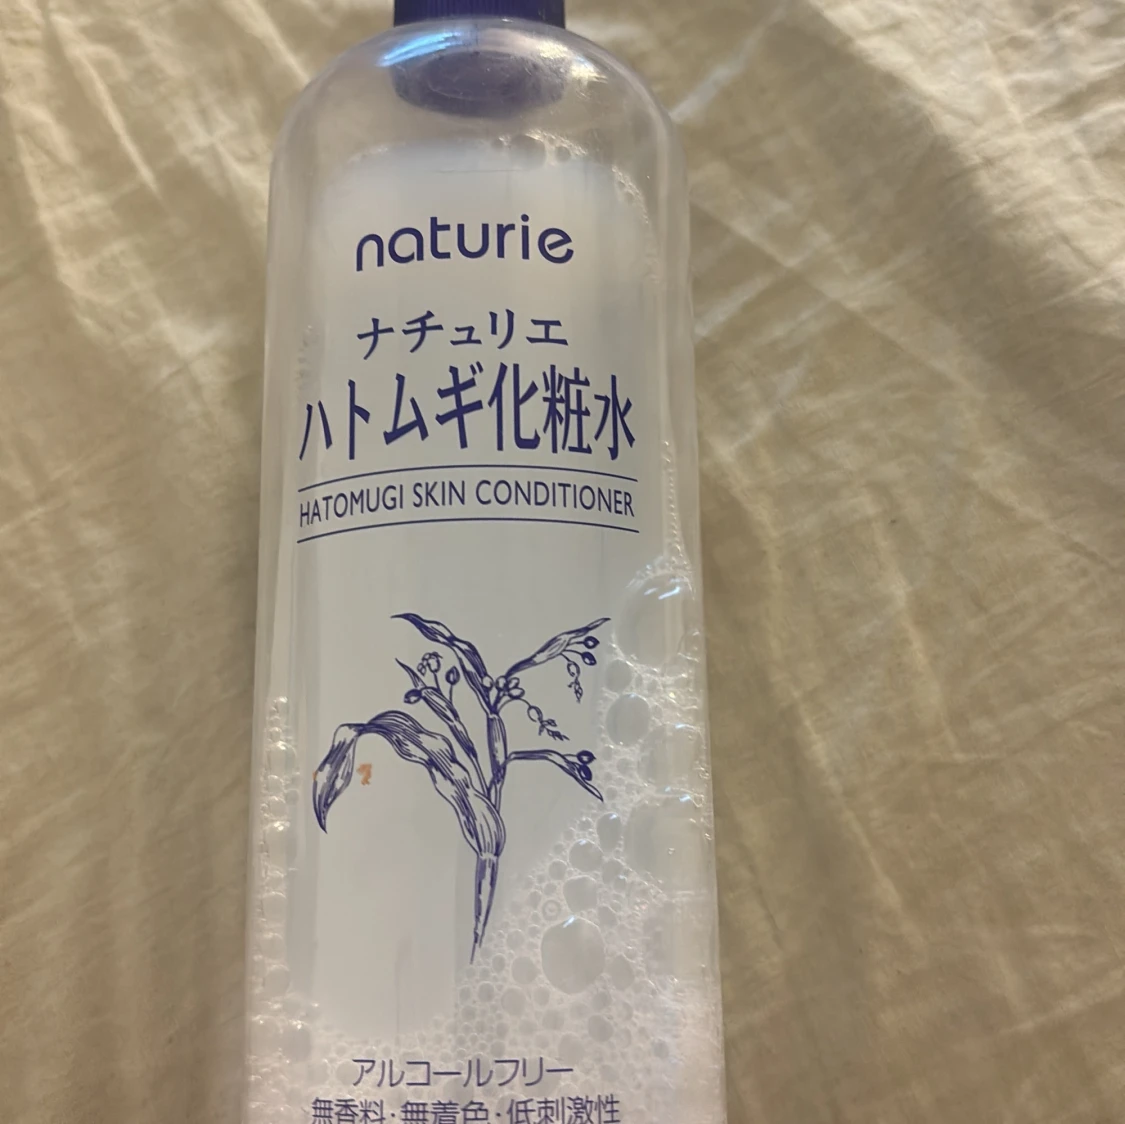 naturie
ナチュリエ
ハトムギ化粧水
HATOMUGI SKIN CONDITIONER
アルコールフリー
無香料・無着色・低刺激性